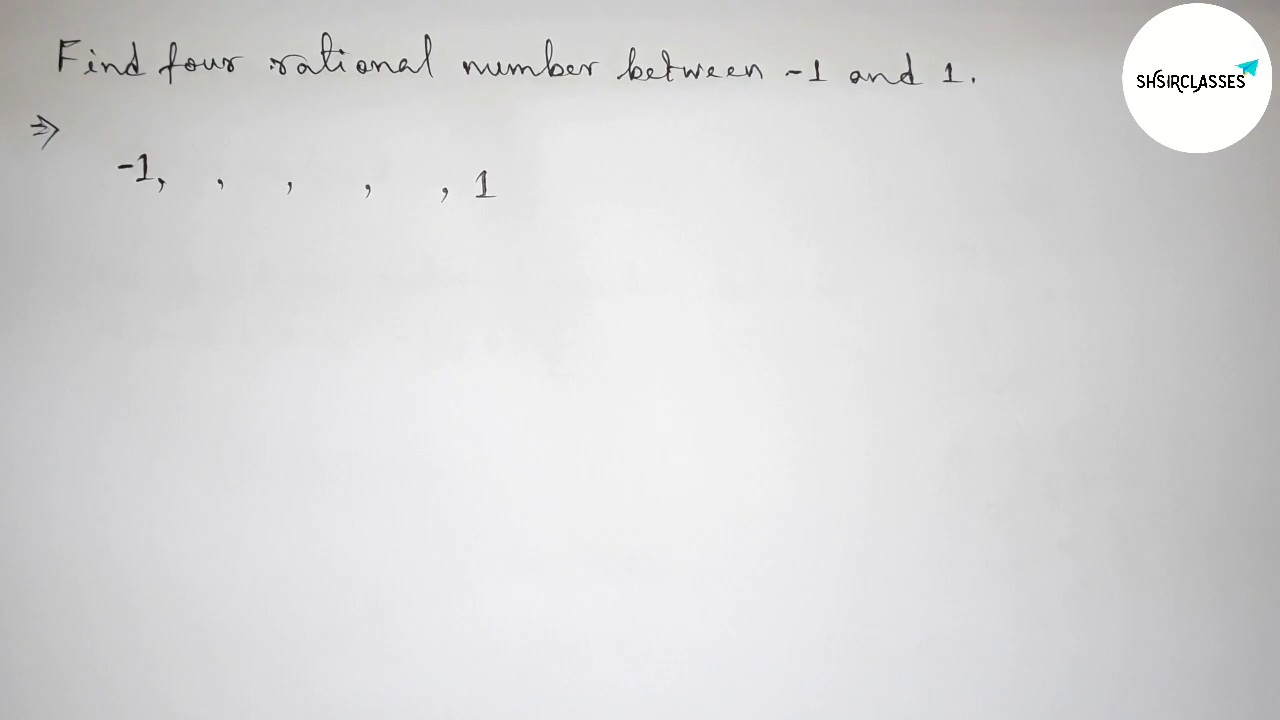 Find four rational number between -1 and 1.
SHSIRCLASSES
⇒
-1, , , , , 1